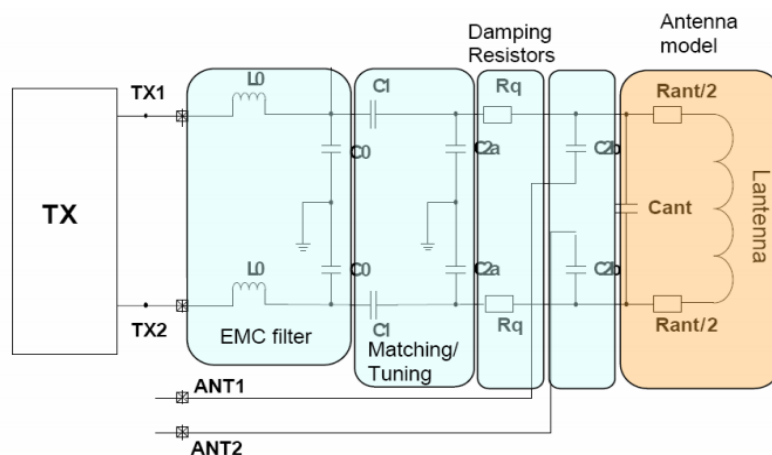 Damping
Resistors
Antenna
model
TX1
L0
C1
Rq
Rant/2
C0
C2a
C2b
TX
Cant
Lantenna
L0
C0
C2a
C2b
TX2
C1
Rq
Rant/2
EMC filter
Matching/
Tuning
ANT1
ANT2